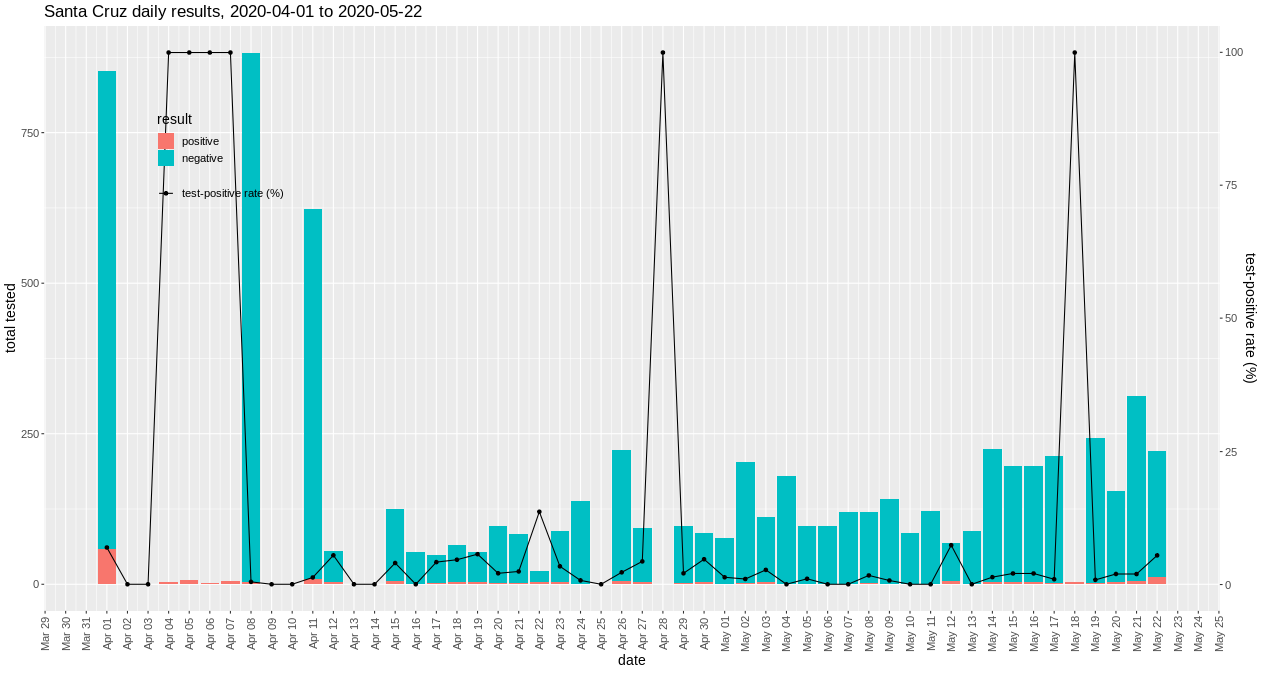 Santa Cruz daily results, 2020-04-01 to 2020-05-22
total tested
750
500
250
0
result
positive
negative
test-positive rate (%)
100
75
50
25
0
test-positive rate (%)
Mar 29
Mar 30
Mar 31
Apr 01
Apr 02
Apr 03
Apr 04
Apr 05
Apr 06
Apr 07
Apr 08
Apr 09
Apr 10
Apr 11
Apr 12
Apr 13
Apr 14
Apr 15
Apr 16
Apr 17
Apr 18
Apr 19
Apr 20
Apr 21
Apr 22
Apr 23
Apr 24
Apr 25
Apr 26
Apr 27
Apr 28
Apr 29
Apr 30
May 01
May 02
May 03
May 04
May 05
May 06
May 07
May 08
May 09
May 10
May 11
May 12
May 13
May 14
May 15
May 16
May 17
May 18
May 19
May 20
May 21
May 22
May 23
May 24
May 25
date